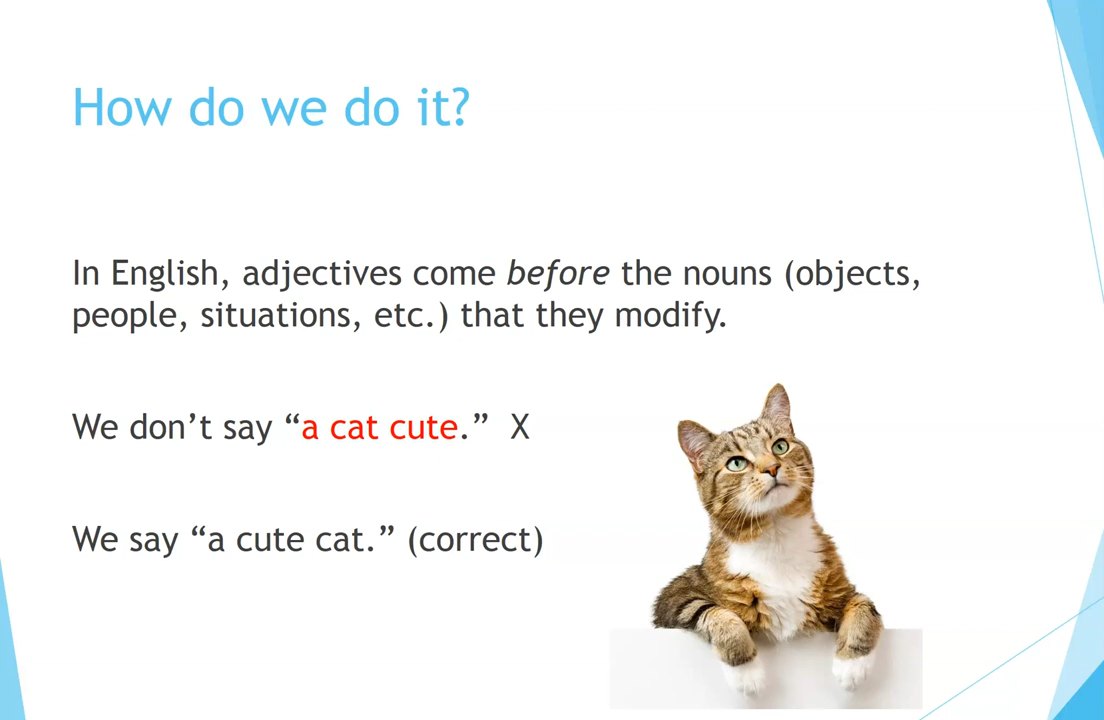 How do we do it?
In English, adjectives come before the nouns (objects,
people, situations, etc.) that they modify.
We don’t say “a cat cute.” X
We say “a cute cat.” (correct)